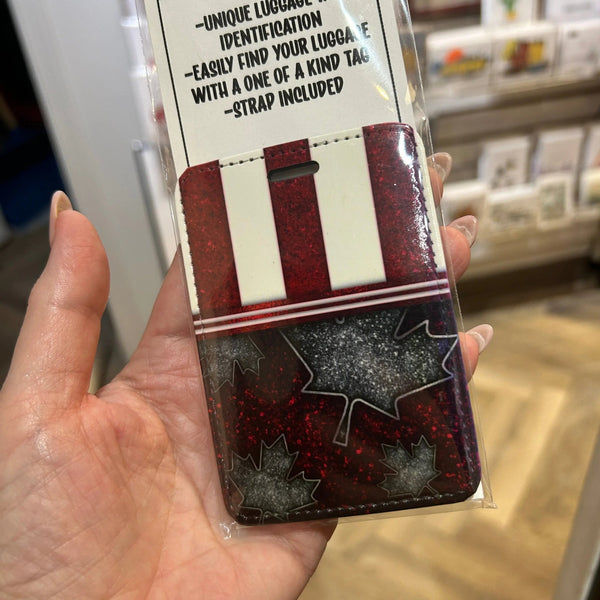 -UNIQUE LUGGAGE
IDENTIFICATION
-EASILY FIND YOUR LUGGAGE
WITH A ONE OF A KIND TAG
-STRAP INCLUDED